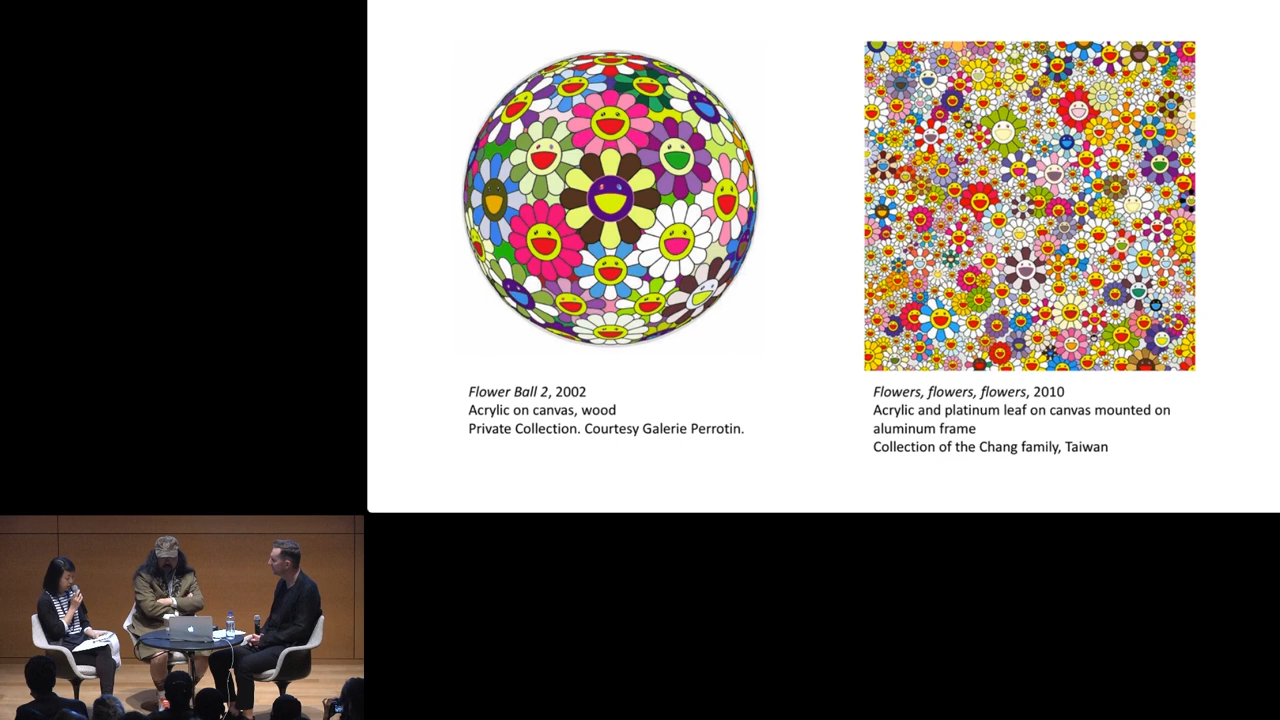 Flower Ball 2, 2002
Acrylic on canvas, wood
Private Collection. Courtesy Galerie Perrotin.
Flowers, flowers, flowers, 2010
Acrylic and platinum leaf on canvas mounted on
aluminum frame
Collection of the Chang family, Taiwan